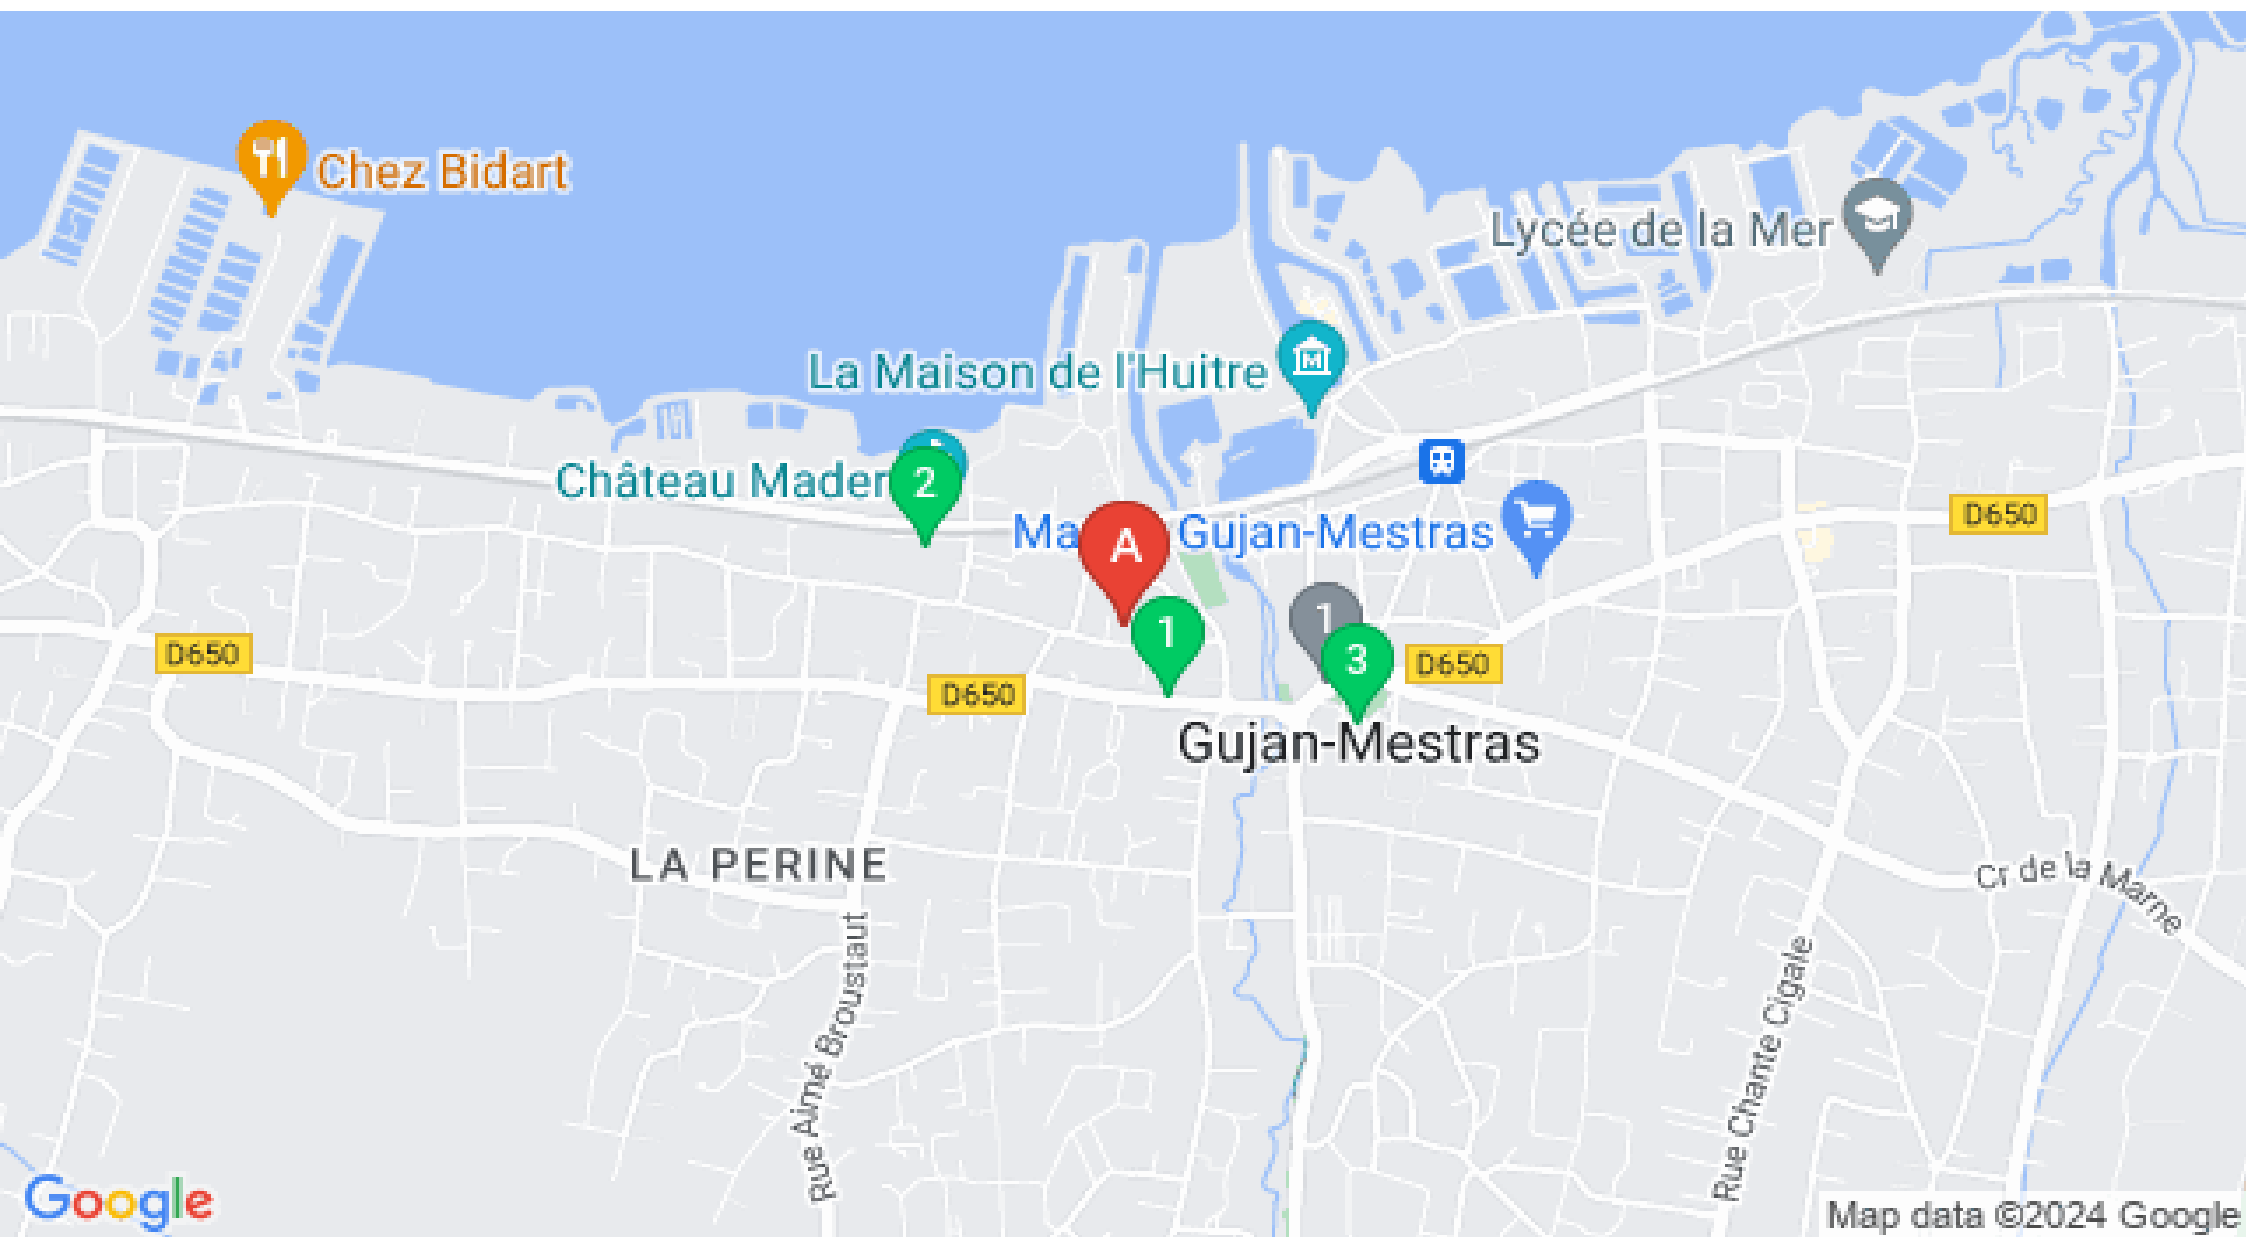 Chez Bidart
Lycée de la Mer
La Maison de l'Huitre
Château Mader
2
Gujan-Mestras
A
D650
1
1
3
D650
D650
D650
Gujan-Mestras
LA PERINE
Cr de la Marne
Rue Aimé Broustaut
Rue Chante Cigale
Google
Map data ©2024 Google